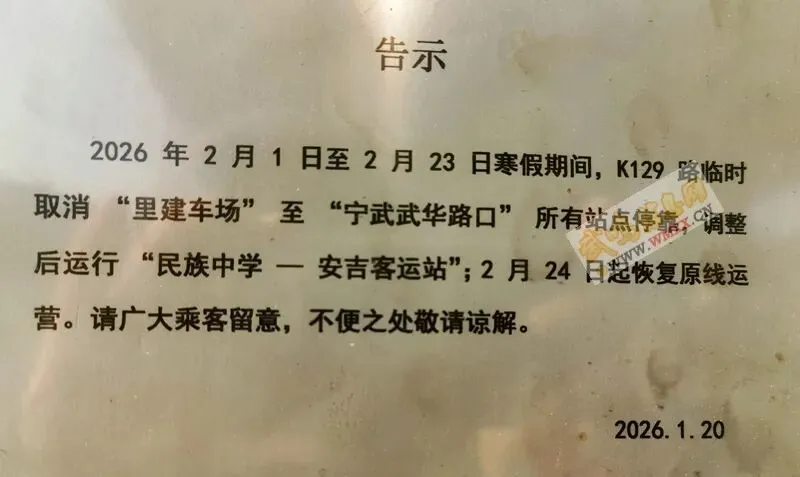 告示
2026 年 2 月 1 日至 2 月 23 日寒假期间，K129 路临时
取消 “里建车场” 至 “宁武武华路口” 所有站点停靠，调整
后运行 “民族中学 — 安吉客运站”；2 月 24 日起恢复原线运
营。请广大乘客留意，不便之处敬请谅解。
WWW.WMX.CN
2026.1.20